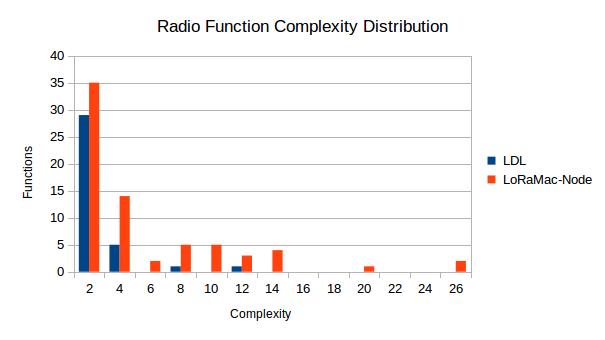 Radio Function Complexity Distribution
40
35
30
25
20
15
10
5
0
Functions
2 4 6 8 10 12 14 16 18 20 22 24 26
Complexity
LDL
LoRaMac-Node